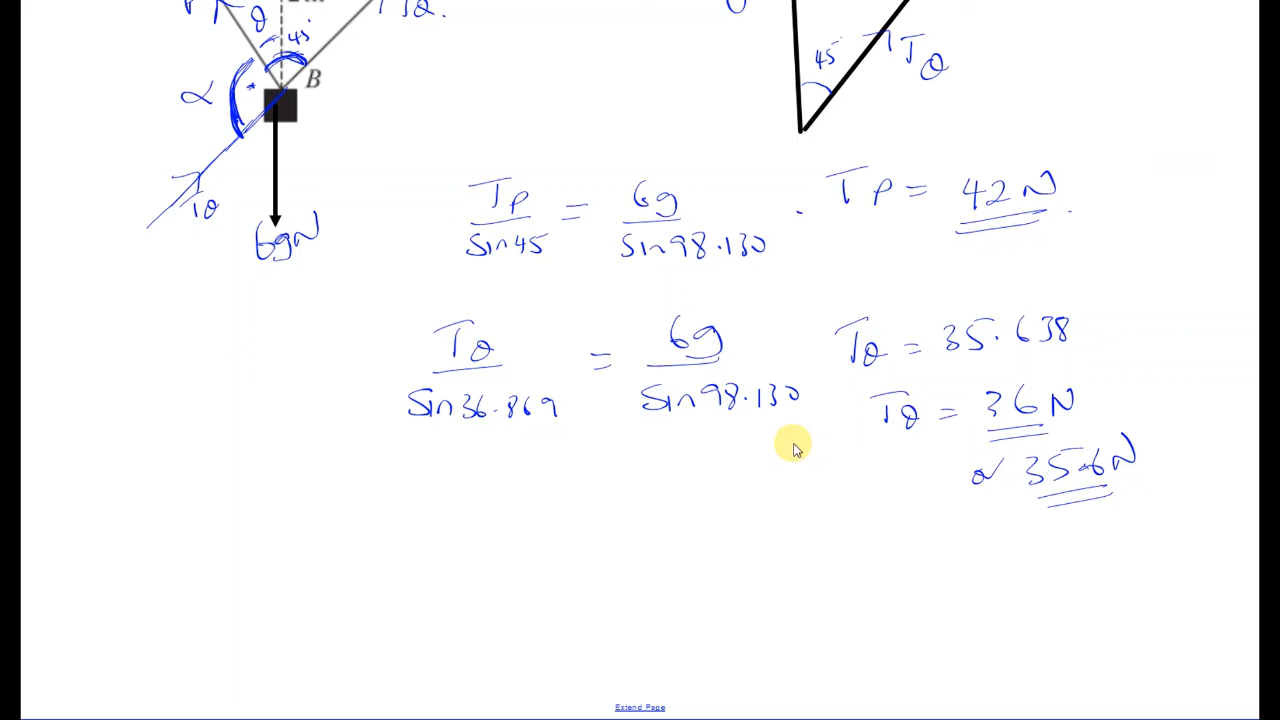 θ
45
α
B
Tθ
6gN
45
Tθ
TP / Sin45 = 6g / Sin98.130 . TP = 42N.
Tθ / Sin36.869 = 6g / Sin98.130 Tθ = 35.638
Tθ = 36N
or 35.6N
Extend Page